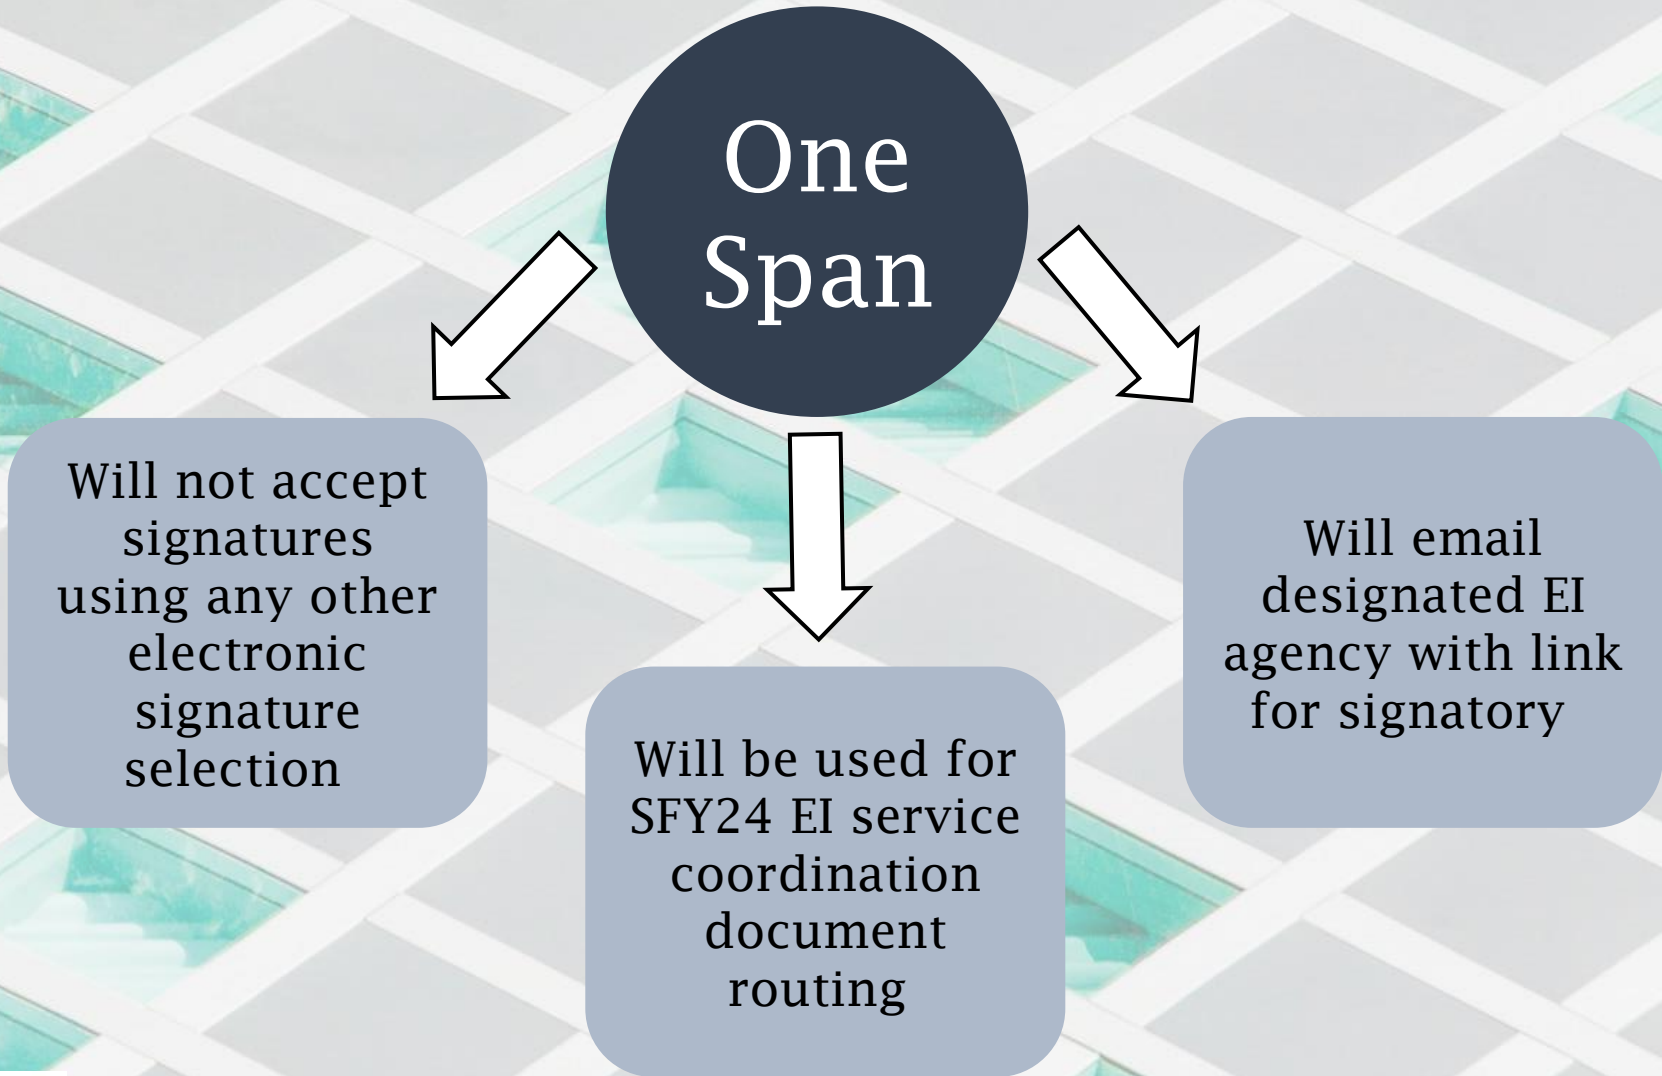 One
Span
Will not accept
signatures
using any other
electronic
signature
selection
Will be used for
SFY24 EI service
coordination
document
routing
Will email
designated EI
agency with link
for signatory